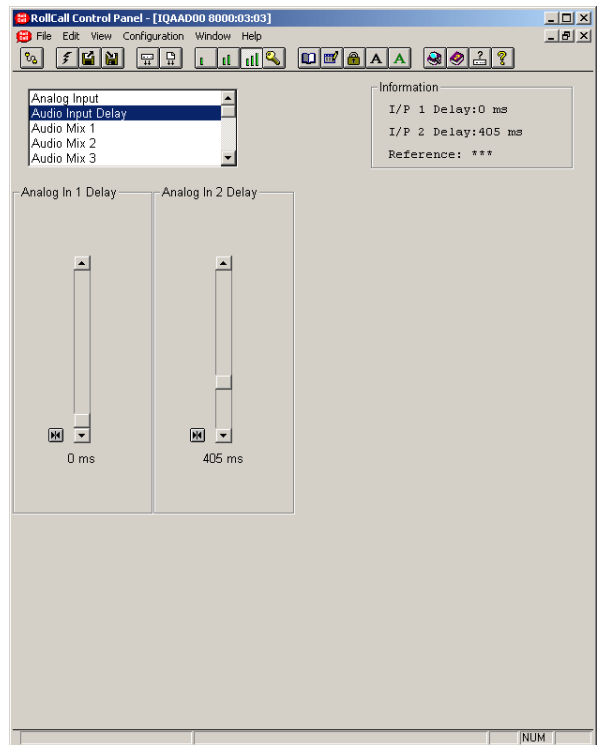 RollCall Control Panel - [IQAAD00 8000:03:03]
File Edit View Configuration Window Help
A A
Analog Input
Audio Input Delay
Audio Mix 1
Audio Mix 2
Audio Mix 3
Information
I/P 1 Delay:0 ms
I/P 2 Delay:405 ms
Reference: ***
Analog In 1 Delay
Analog In 2 Delay
0 ms
405 ms
NUM